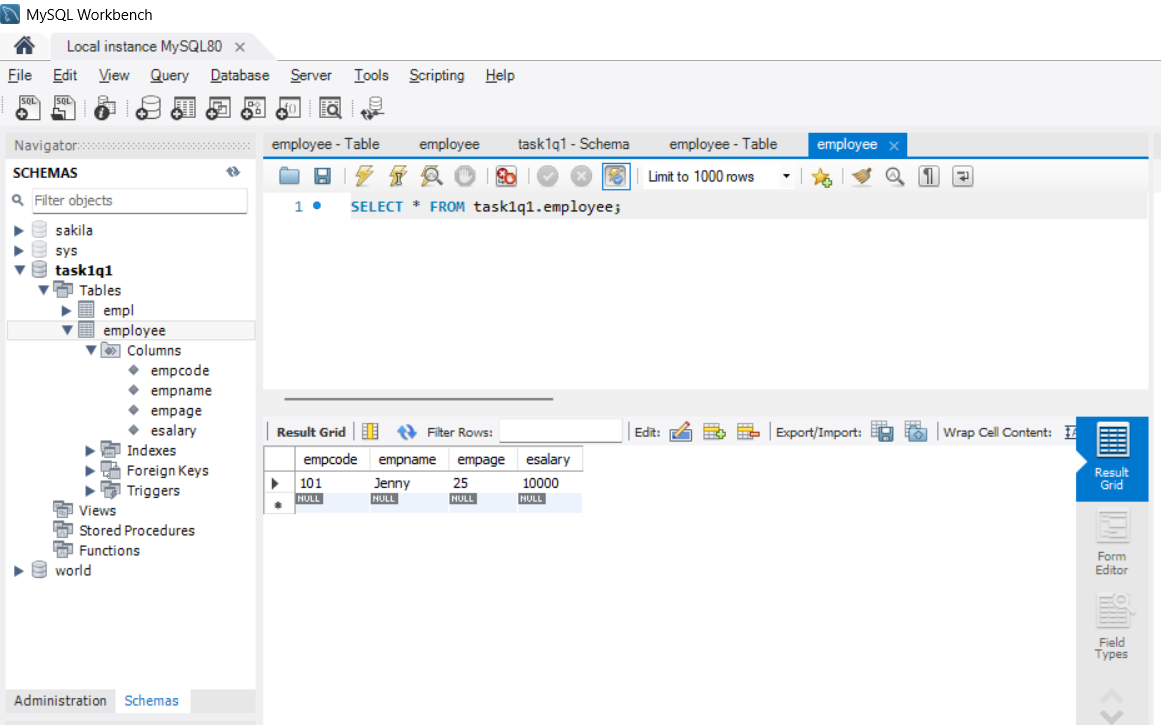 MySQL Workbench
Local instance MySQL80
File Edit View Query Database Server Tools Scripting Help
Navigator
SCHEMAS
Filter objects
sakila
sys
task1q1
Tables
empl
employee
Columns
empcode
empname
empage
esalary
Indexes
Foreign Keys
Triggers
Views
Stored Procedures
Functions
world
Administration Schemas
employee - Table employee task1q1 - Schema employee - Table employee
Limit to 1000 rows
1 SELECT * FROM task1q1.employee;
Result Grid Filter Rows: Edit: Export/Import: Wrap Cell Content:
empcode empname empage esalary
101 Jenny 25 10000
NULL NULL NULL NULL
Result
Grid
Form
Editor
Field
Types